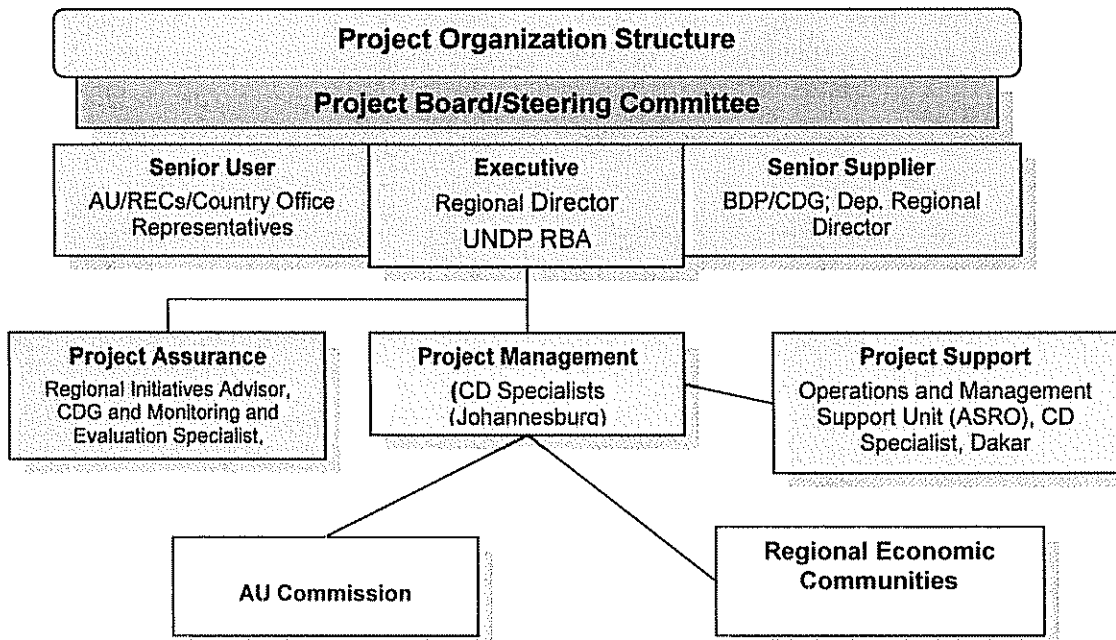 Project Organization Structure
Project Board/Steering Committee
Senior User
AU/RECs/Country Office
Representatives
Executive
Regional Director
UNDP RBA
Senior Supplier
BDP/CDG; Dep. Regional
Director
Project Assurance
Regional Initiatives Advisor,
CDG and Monitoring and
Evaluation Specialist,
Project Management
(CD Specialists
(Johannesburg)
Project Support
Operations and Management
Support Unit (ASRO), CD
Specialist, Dakar
AU Commission
Regional Economic
Communities